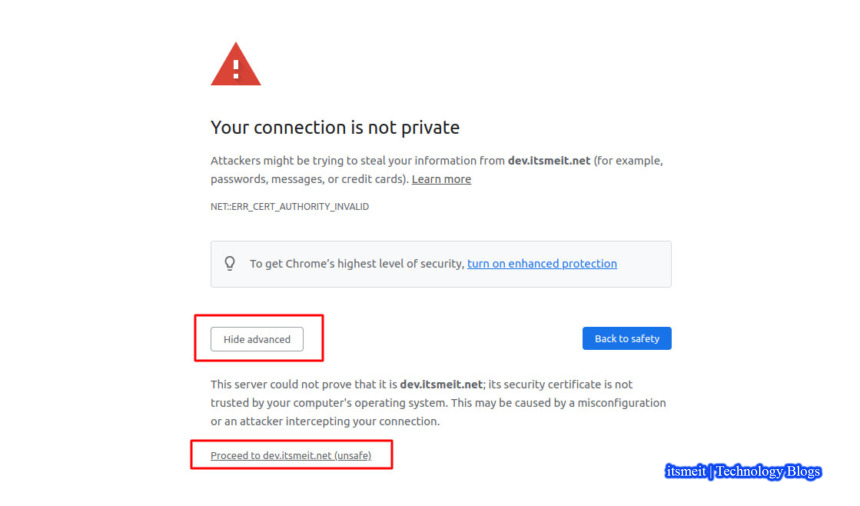 Your connection is not private
Attackers might be trying to steal your information from dev.itsmeit.net (for example,
passwords, messages, or credit cards). Learn more
NET::ERR_CERT_AUTHORITY_INVALID
To get Chrome's highest level of security, turn on enhanced protection
Hide advanced
Back to safety
This server could not prove that it is dev.itsmeit.net; its security certificate is not
trusted by your computer's operating system. This may be caused by a misconfiguration
or an attacker intercepting your connection.
Proceed to dev.itsmeit.net (unsafe)
itsmeit | Technology Blogs